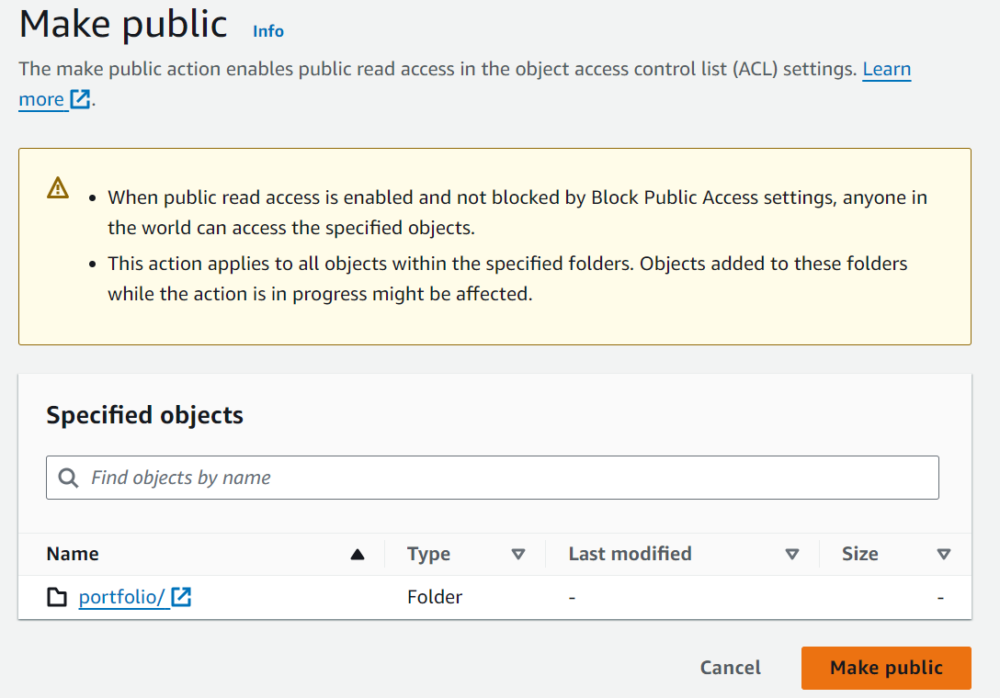 Make public Info
The make public action enables public read access in the object access control list (ACL) settings. Learn
more.
• When public read access is enabled and not blocked by Block Public Access settings, anyone in
the world can access the specified objects.
• This action applies to all objects within the specified folders. Objects added to these folders
while the action is in progress might be affected.
Specified objects
Find objects by name
Name Type Last modified Size
portfolio/ Folder - -
Cancel Make public